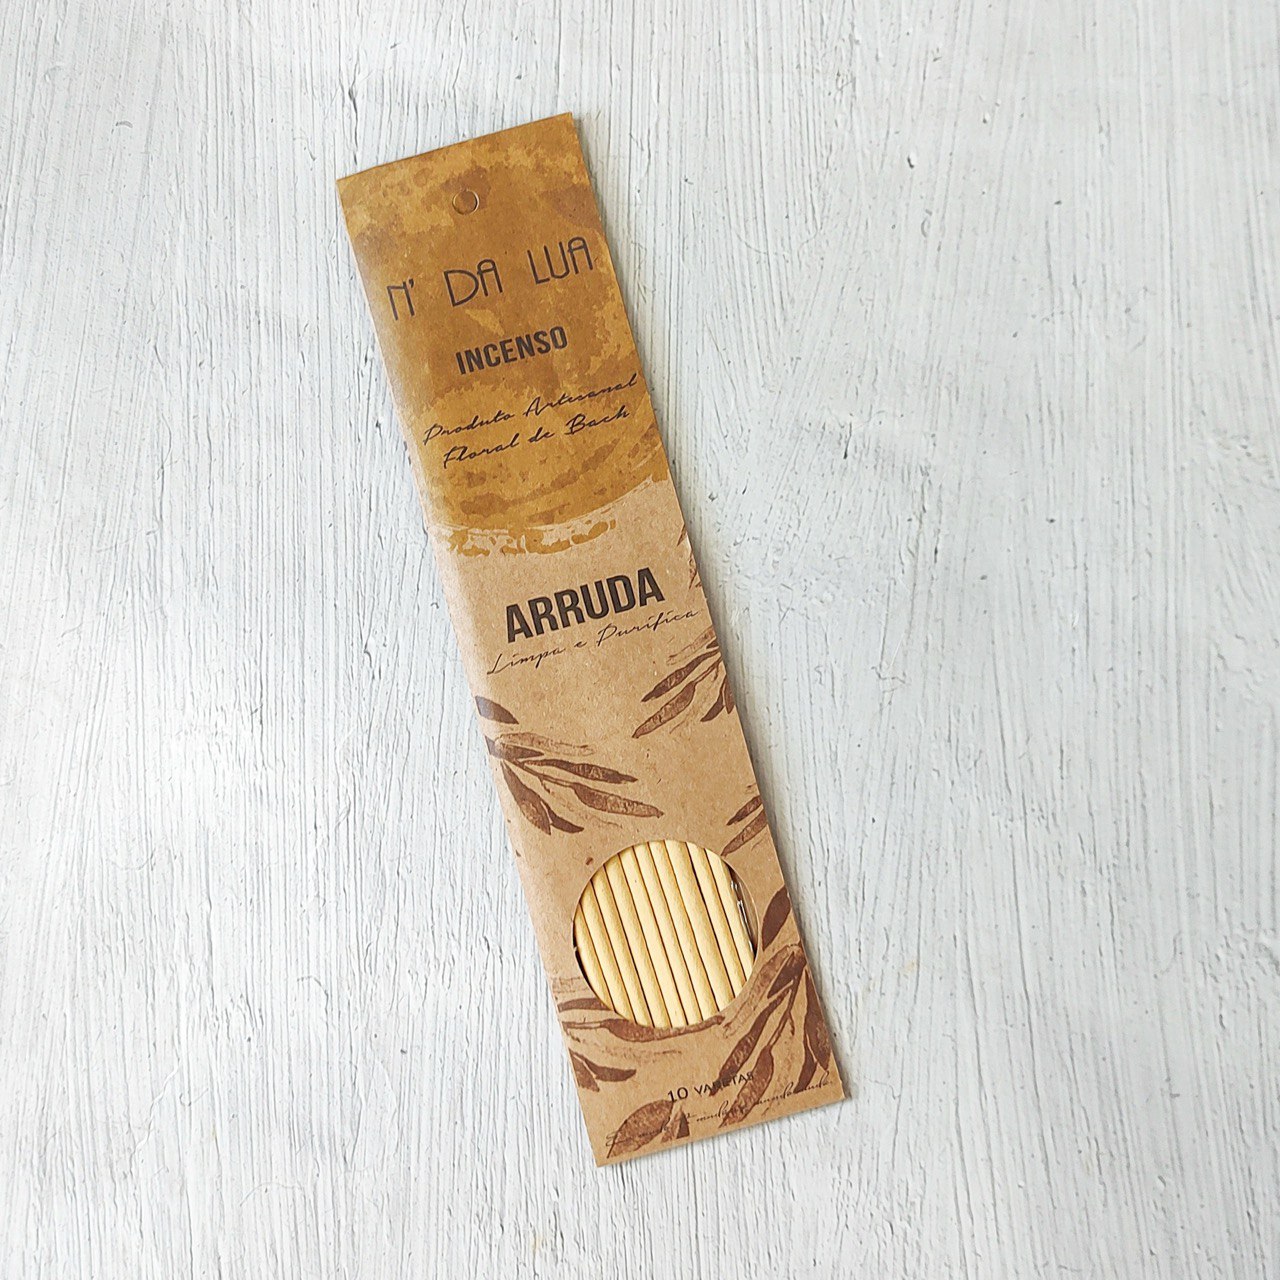 N' DA LUA
INCENSO
Produto Artesanal
Floral de Bach
ARRUDA
Limpa e Purifica
10 VARETAS